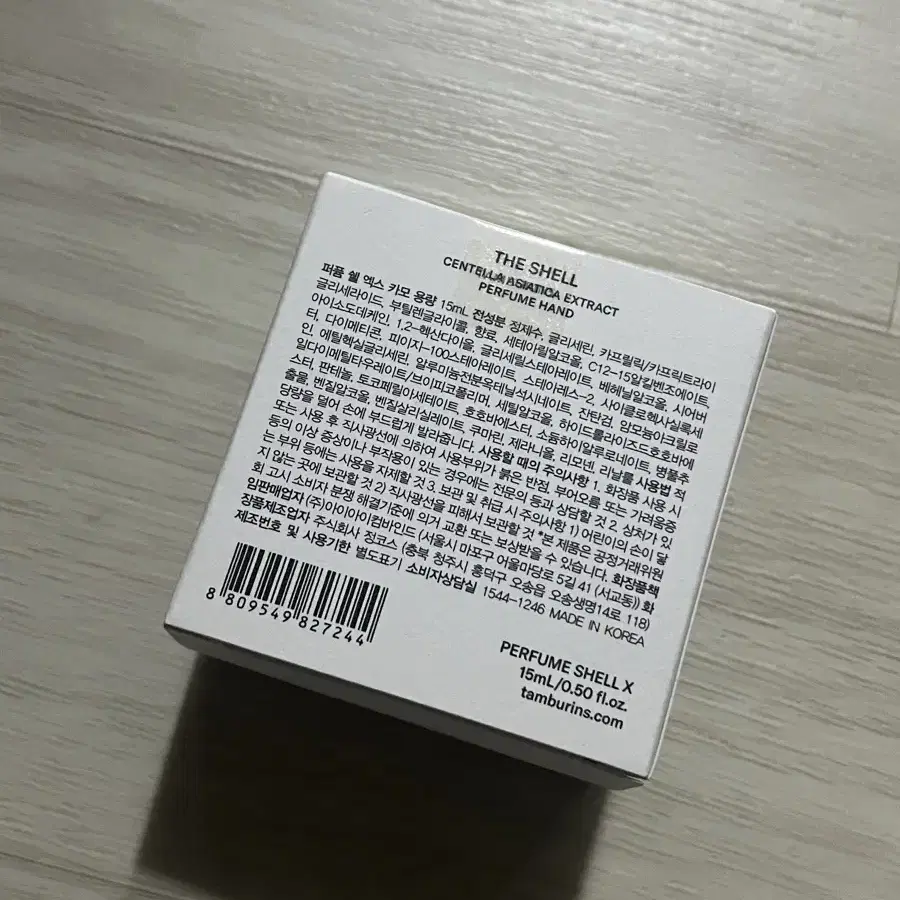 THE SHELL
CENTELLA ASIATICA EXTRACT
PERFUME HAND
퍼퓸 쉘 엑스 카모 용량 15mL 전성분 정제수, 글리세린, 카프릴릭/카프릭트라이
글리세라이드, 부틸렌글라이콜, 향료, 세테아릴알코올, C12-15알킬벤조에이트,
아이소도데케인, 1,2-헥산다이올, 글리세릴스테아레이트, 베헤닐알코올, 시어버
터, 다이메티콘, 피이지-100스테아레이트, 스테아레스-2, 사이클로헥사실록세
인, 에틸헥실글리세린, 알루미늄전분옥테닐석시네이트, 잔탄검, 암모늄아크릴로
일다이메틸타우레이트/브이피코폴리머, 세틸알코올, 하이드롤라이즈드호호바에
스터, 판테놀, 토코페릴아세테이트, 호호바에스터, 소듐하이알루로네이트, 병풀추
출물, 벤질알코올, 벤질살리실레이트, 쿠마린, 제라니올, 리모넨, 리날룰 사용법 적
당량을 덜어 손에 부드럽게 발라줍니다. 사용할 때의 주의사항 1. 화장품 사용 시
또는 사용 후 직사광선에 의하여 사용부위가 붉은 반점, 부어오름 또는 가려움증
등의 이상 증상이나 부작용이 있는 경우에는 전문의 등과 상담할 것 2. 상처가 있
는 부위 등에는 사용을 자제할 것 3. 보관 및 취급 시 주의사항 1) 어린이의 손이 닿
지 않는 곳에 보관할 것 2) 직사광선을 피해서 보관할 것 *본 제품은 공정거래위원
회 고시 소비자 분쟁 해결기준에 의거 교환 또는 보상받을 수 있습니다. 화장품책
임판매업자 (주)아이아이컴바인드 (서울시 마포구 어울마당로 5길 41 (서교동)) 화
장품제조업자 주식회사 정코스 (충북 청주시 흥덕구 오송읍 오송생명14로 118)
제조번호 및 사용기한 별도표기 소비자상담실 1544-1246 MADE IN KOREA
8 809549 827244
PERFUME SHELL X
15mL/0.50 fl.oz.
tamburins.com